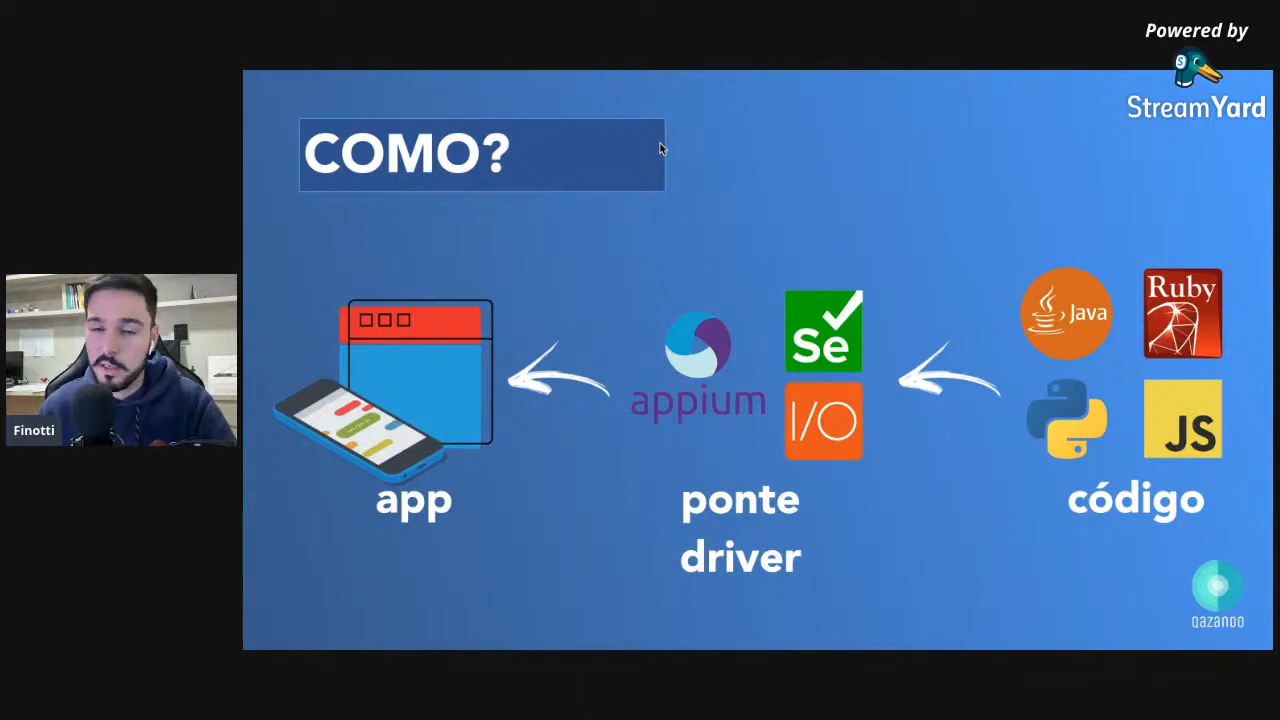 Powered by
StreamYard
COMO?
Java
Ruby
Se
appium
I/O
JS
Finotti
app
ponte
driver
código
QAZANDO